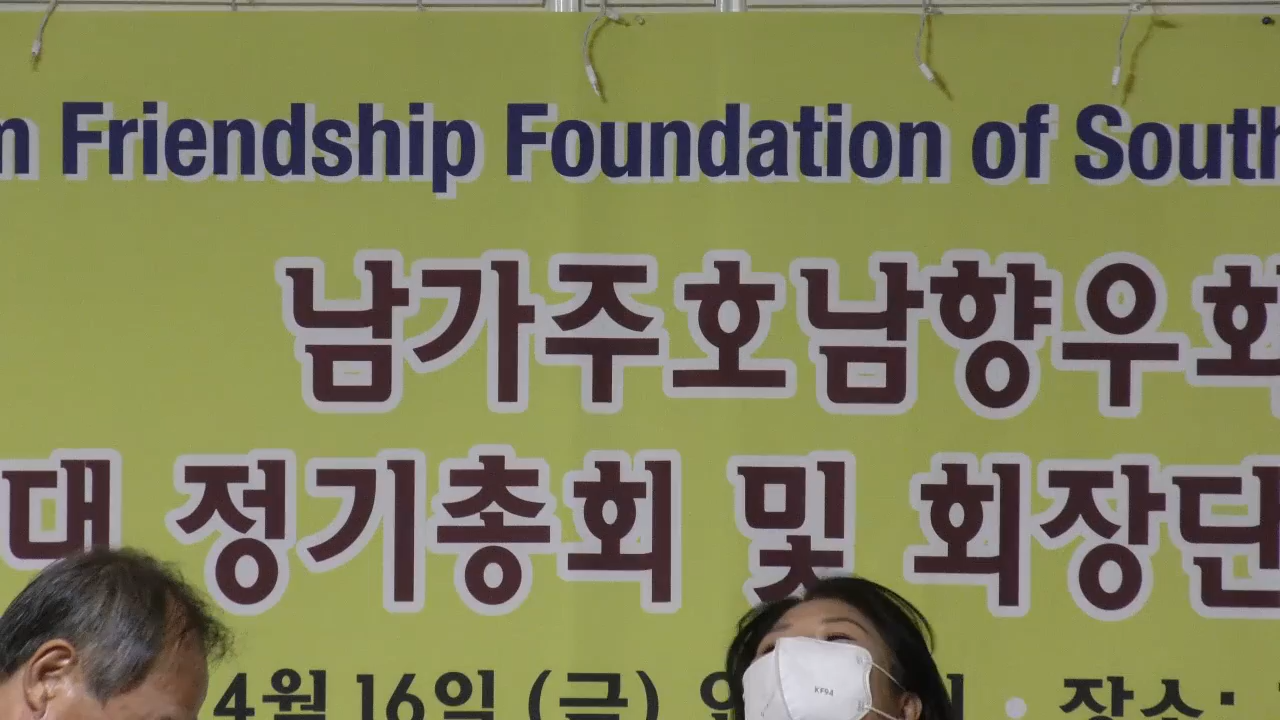 n Friendship Foundation of South
남가주호남향우회
대 정기총회 및 회장단
4월 16일 (금) 장소:
KF94